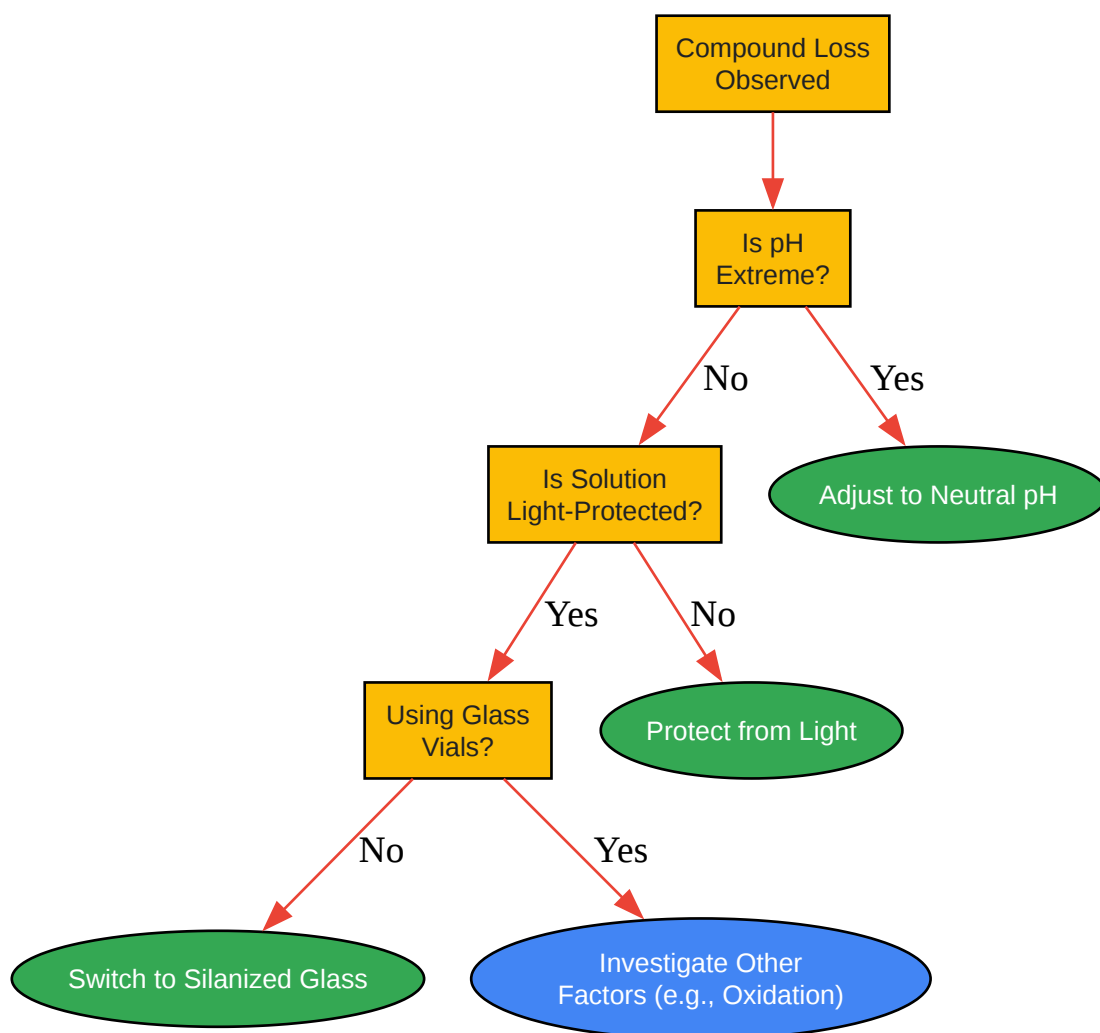 Compound Loss
Observed
Is pH
Extreme?
No
Yes
Is Solution
Light-Protected?
Adjust to Neutral pH
Yes
No
Using Glass
Vials?
Protect from Light
No
Yes
Switch to Silanized Glass
Investigate Other
Factors (e.g., Oxidation)